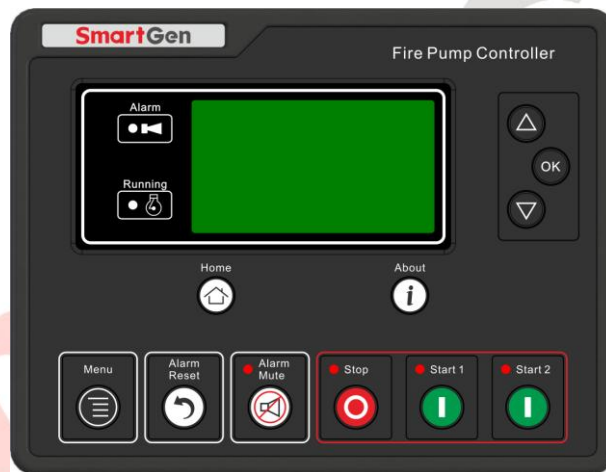 SmartGen
Fire Pump Controller
Alarm
Running
OK
Home
About
i
Menu
Alarm
Reset
Alarm
Mute
Stop
Start 1
Start 2